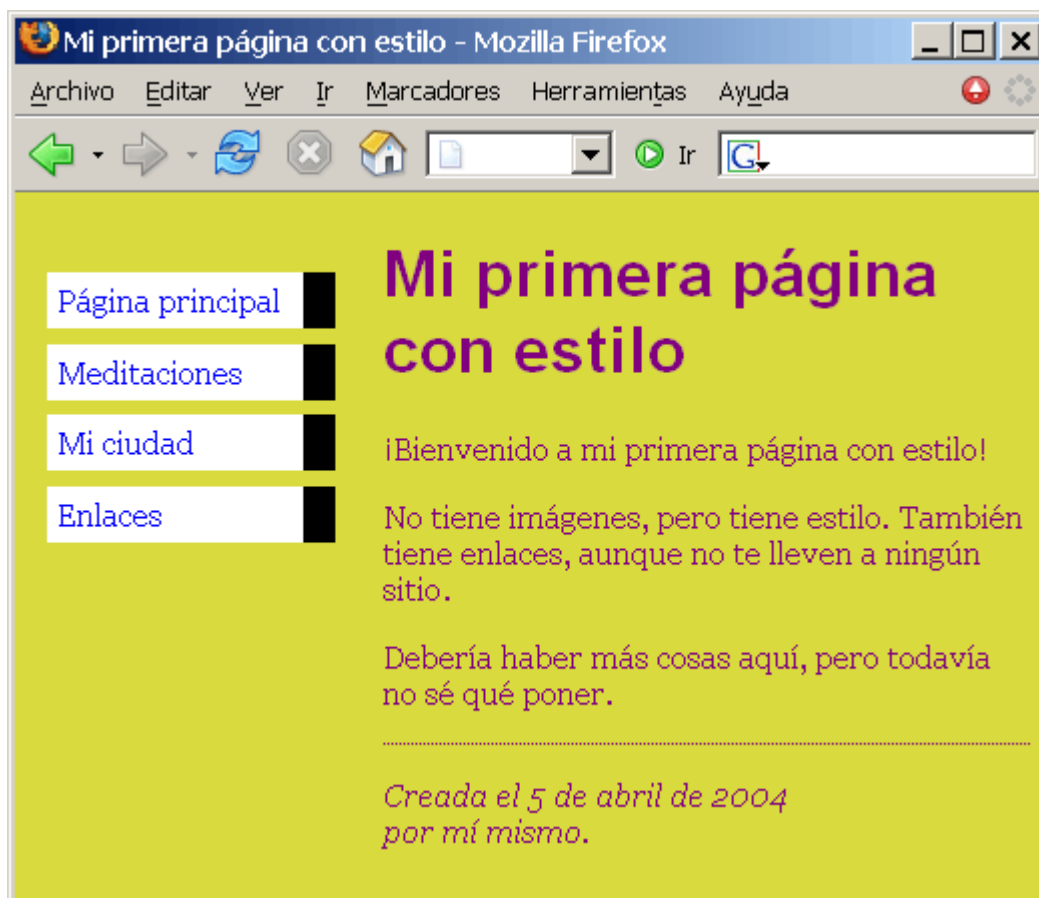 Mi primera página con estilo - Mozilla Firefox
Archivo Editar Ver Ir Marcadores Herramientas Ayuda
Ir G
Página principal
Meditaciones
Mi ciudad
Enlaces
Mi primera página
con estilo
¡Bienvenido a mi primera página con estilo!
No tiene imágenes, pero tiene estilo. También
tiene enlaces, aunque no te lleven a ningún
sitio.
Debería haber más cosas aquí, pero todavía
no sé qué poner.
Creada el 5 de abril de 2004
por mí mismo.